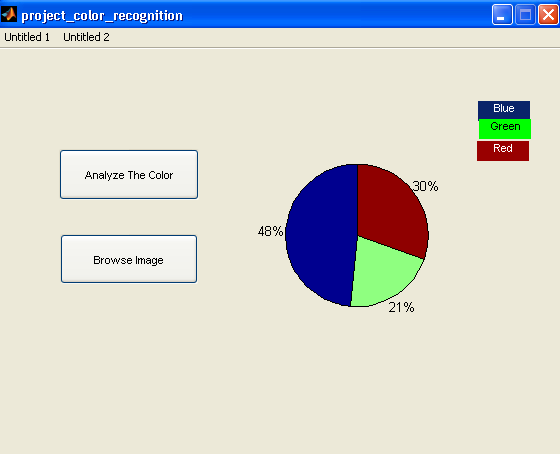 project_color_recognition
Untitled 1 Untitled 2
Blue
Green
Red
Analyze The Color
30%
48%
Browse Image
21%